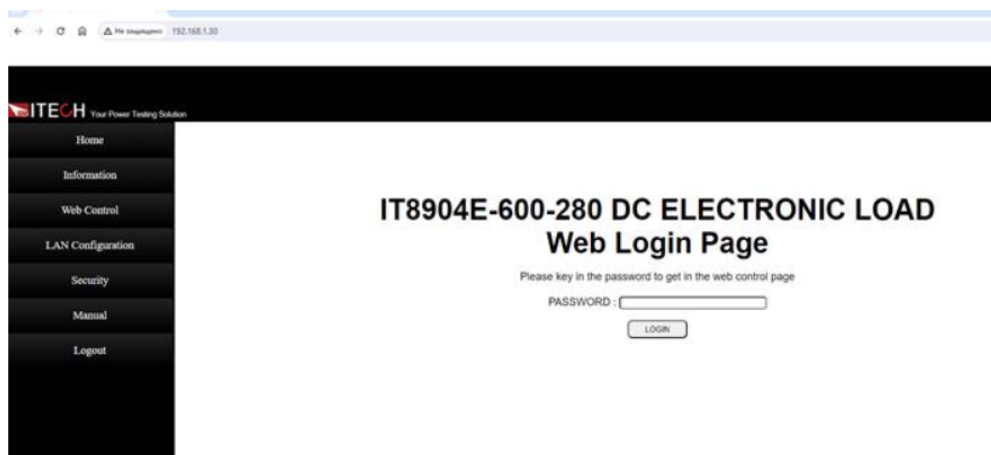 Не защищено 192.168.1.30
ITECH Your Power Testing Solution
Home
Information
Web Control
LAN Configuration
Security
Manual
Logout
IT8904E-600-280 DC ELECTRONIC LOAD
Web Login Page
Please key in the password to get in the web control page
PASSWORD :
LOGIN